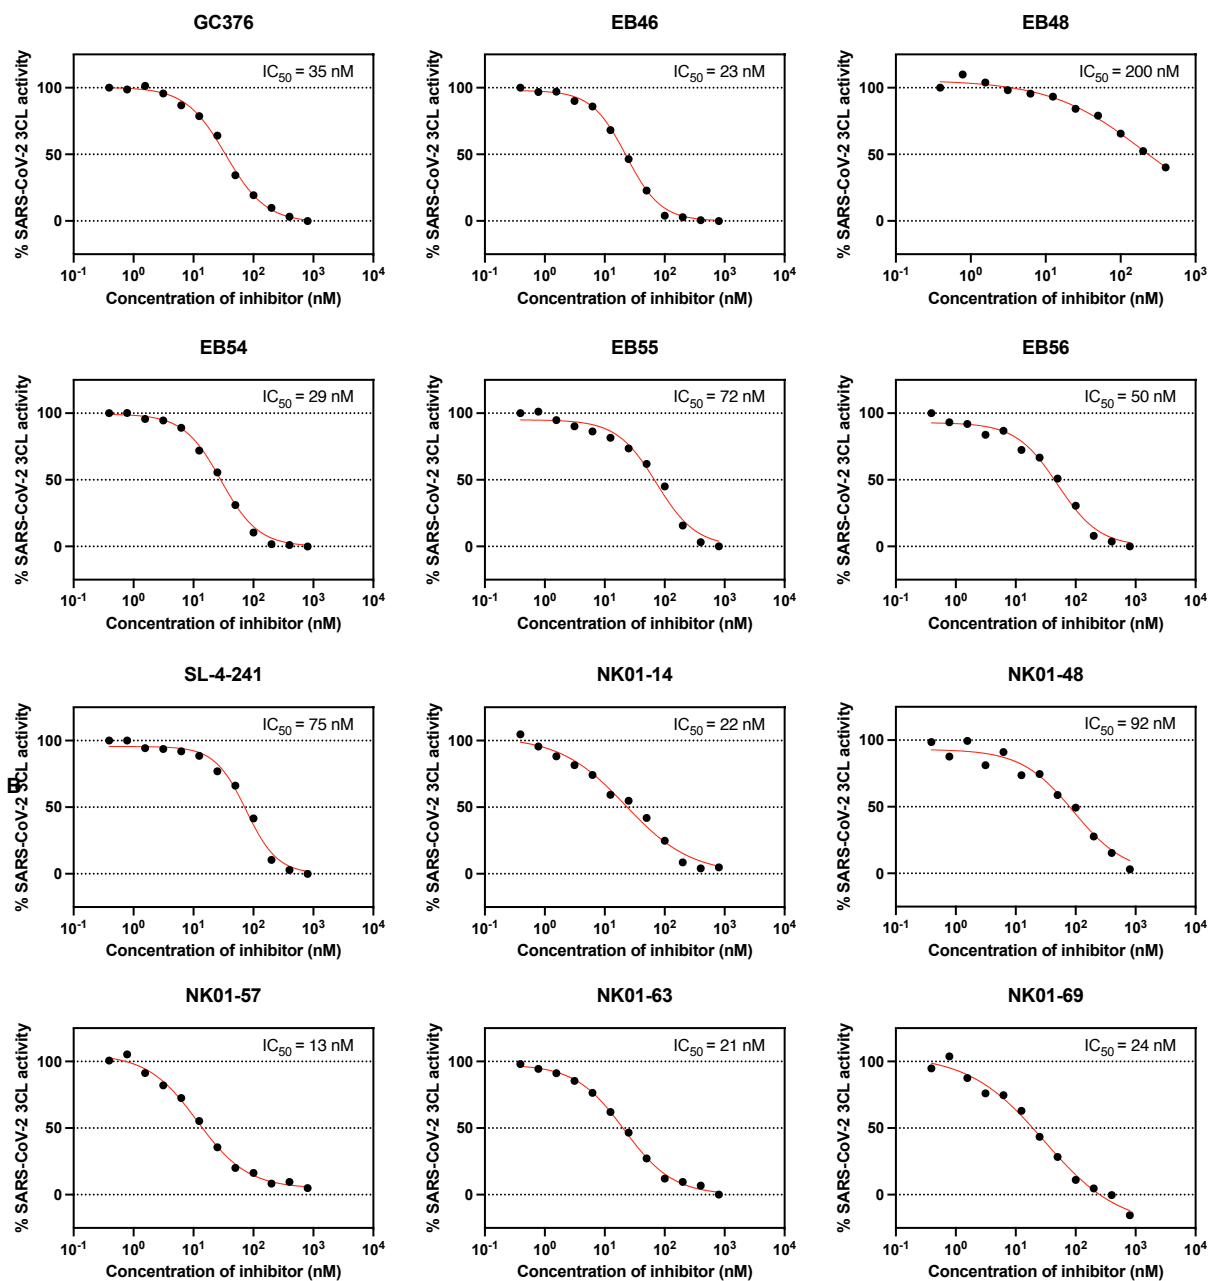 GC376
EB46
EB48
% SARS-CoV-2 3CL activity
100
50
0
IC50 = 35 nM
10-1 100 101 102 103 104
Concentration of inhibitor (nM)
% SARS-CoV-2 3CL activity
100
50
0
IC50 = 23 nM
10-1 100 101 102 103 104
Concentration of inhibitor (nM)
% SARS-CoV-2 3CL activity
100
50
0
IC50 = 200 nM
10-1 100 101 102 103
Concentration of inhibitor (nM)
EB54
EB55
EB56
% SARS-CoV-2 3CL activity
100
50
0
IC50 = 29 nM
10-1 100 101 102 103 104
Concentration of inhibitor (nM)
% SARS-CoV-2 3CL activity
100
50
0
IC50 = 72 nM
10-1 100 101 102 103 104
Concentration of inhibitor (nM)
% SARS-CoV-2 3CL activity
100
50
0
IC50 = 50 nM
10-1 100 101 102 103 104
Concentration of inhibitor (nM)
SL-4-241
NK01-14
NK01-48
B
% SARS-CoV-2 3CL activity
100
50
0
IC50 = 75 nM
10-1 100 101 102 103 104
Concentration of inhibitor (nM)
% SARS-CoV-2 3CL activity
100
50
0
IC50 = 22 nM
10-1 100 101 102 103 104
Concentration of inhibitor (nM)
% SARS-CoV-2 3CL activity
100
50
0
IC50 = 92 nM
10-1 100 101 102 103 104
Concentration of inhibitor (nM)
NK01-57
NK01-63
NK01-69
% SARS-CoV-2 3CL activity
100
50
0
IC50 = 13 nM
10-1 100 101 102 103 104
Concentration of inhibitor (nM)
% SARS-CoV-2 3CL activity
100
50
0
IC50 = 21 nM
10-1 100 101 102 103 104
Concentration of inhibitor (nM)
% SARS-CoV-2 3CL activity
100
50
0
IC50 = 24 nM
10-1 100 101 102 103 104
Concentration of inhibitor (nM)